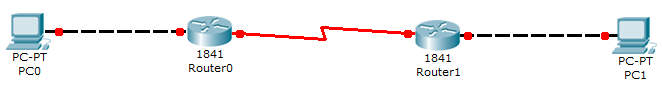 PC-PT
PC0
1841
Router0
1841
Router1
PC-PT
PC1